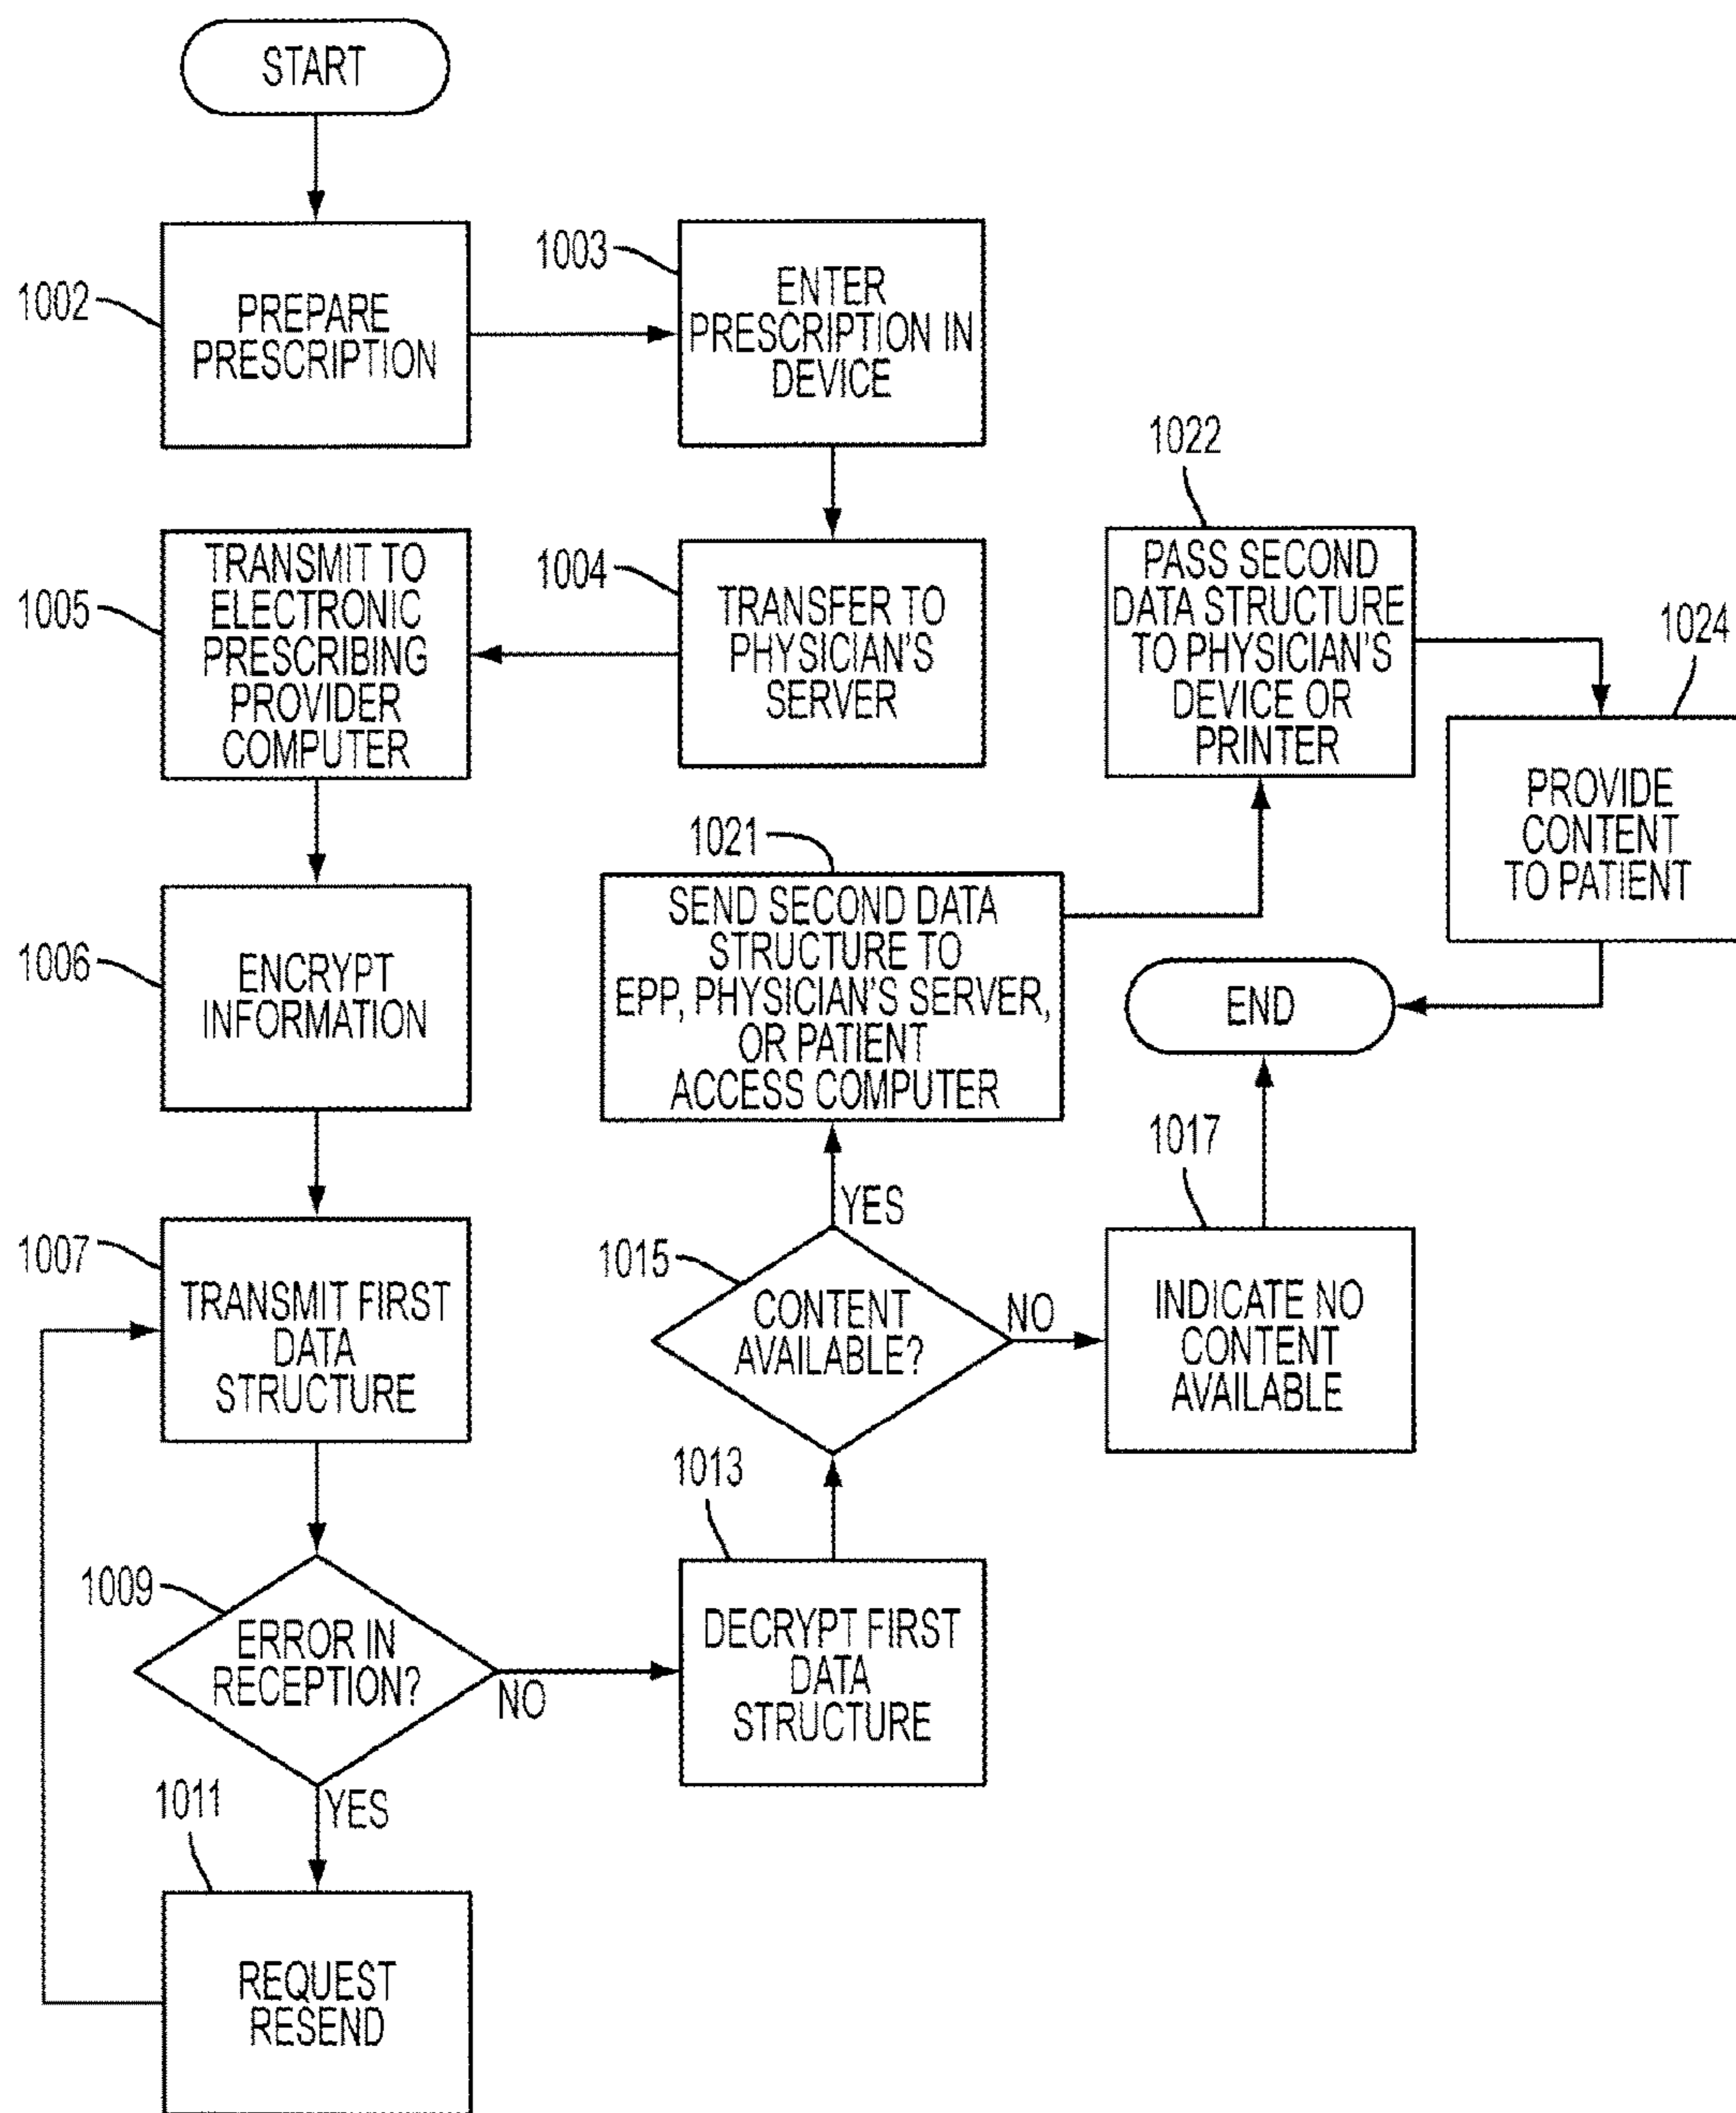 START
1002
PREPARE
PRESCRIPTION
1003
ENTER
PRESCRIPTION IN
DEVICE
1004
TRANSFER TO
PHYSICIAN'S
SERVER
1005
TRANSMIT TO
ELECTRONIC
PRESCRIBING
PROVIDER
COMPUTER
1006
ENCRYPT
INFORMATION
1007
TRANSMIT FIRST
DATA
STRUCTURE
1009
ERROR IN
RECEPTION?
NO
YES
1011
REQUEST
RESEND
1013
DECRYPT FIRST
DATA
STRUCTURE
1015
CONTENT
AVAILABLE?
YES
NO
1017
INDICATE NO
CONTENT
AVAILABLE
1021
SEND SECOND DATA
STRUCTURE TO
EPP, PHYSICIAN'S SERVER,
OR PATIENT
ACCESS COMPUTER
1022
PASS SECOND
DATA STRUCTURE
TO PHYSICIAN'S
DEVICE OR
PRINTER
1024
PROVIDE
CONTENT
TO PATIENT
END